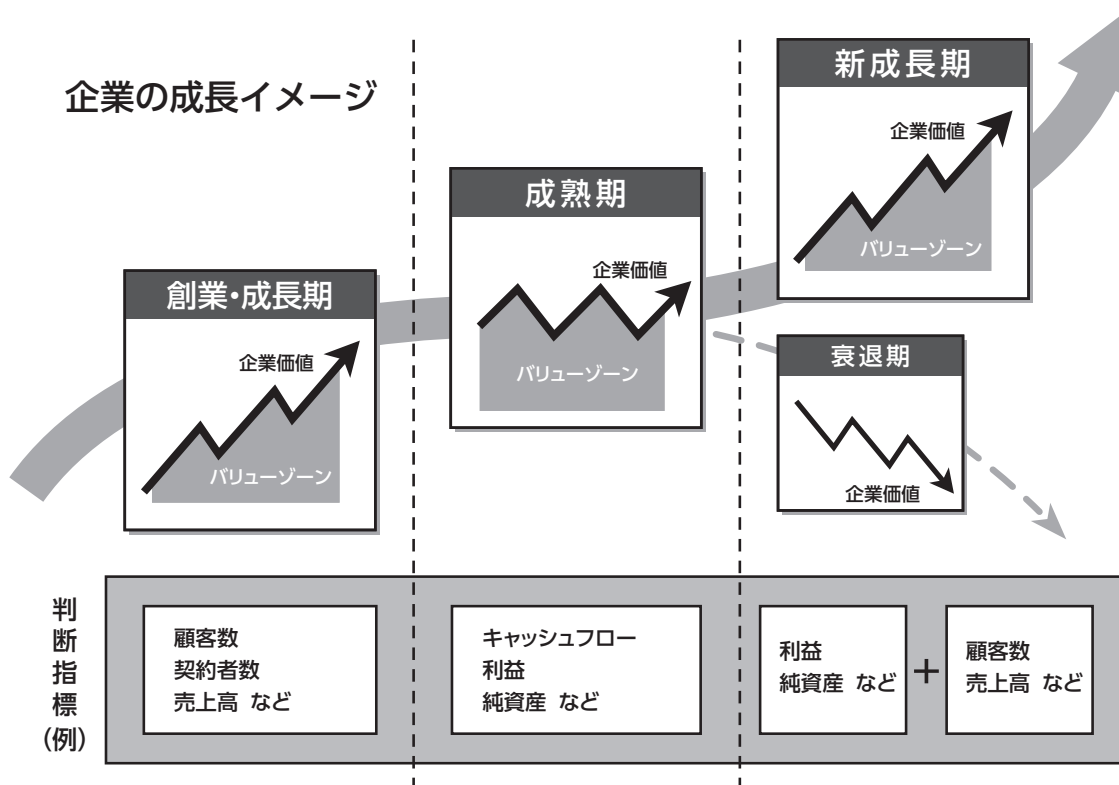 企業の成長イメージ
創業・成長期
企業価値
バリューゾーン
成熟期
企業価値
バリューゾーン
新成長期
企業価値
バリューゾーン
衰退期
企業価値
判断指標(例)
顧客数
契約者数
売上高 など
キャッシュフロー
利益
純資産 など
利益
純資産 など
+
顧客数
売上高 など